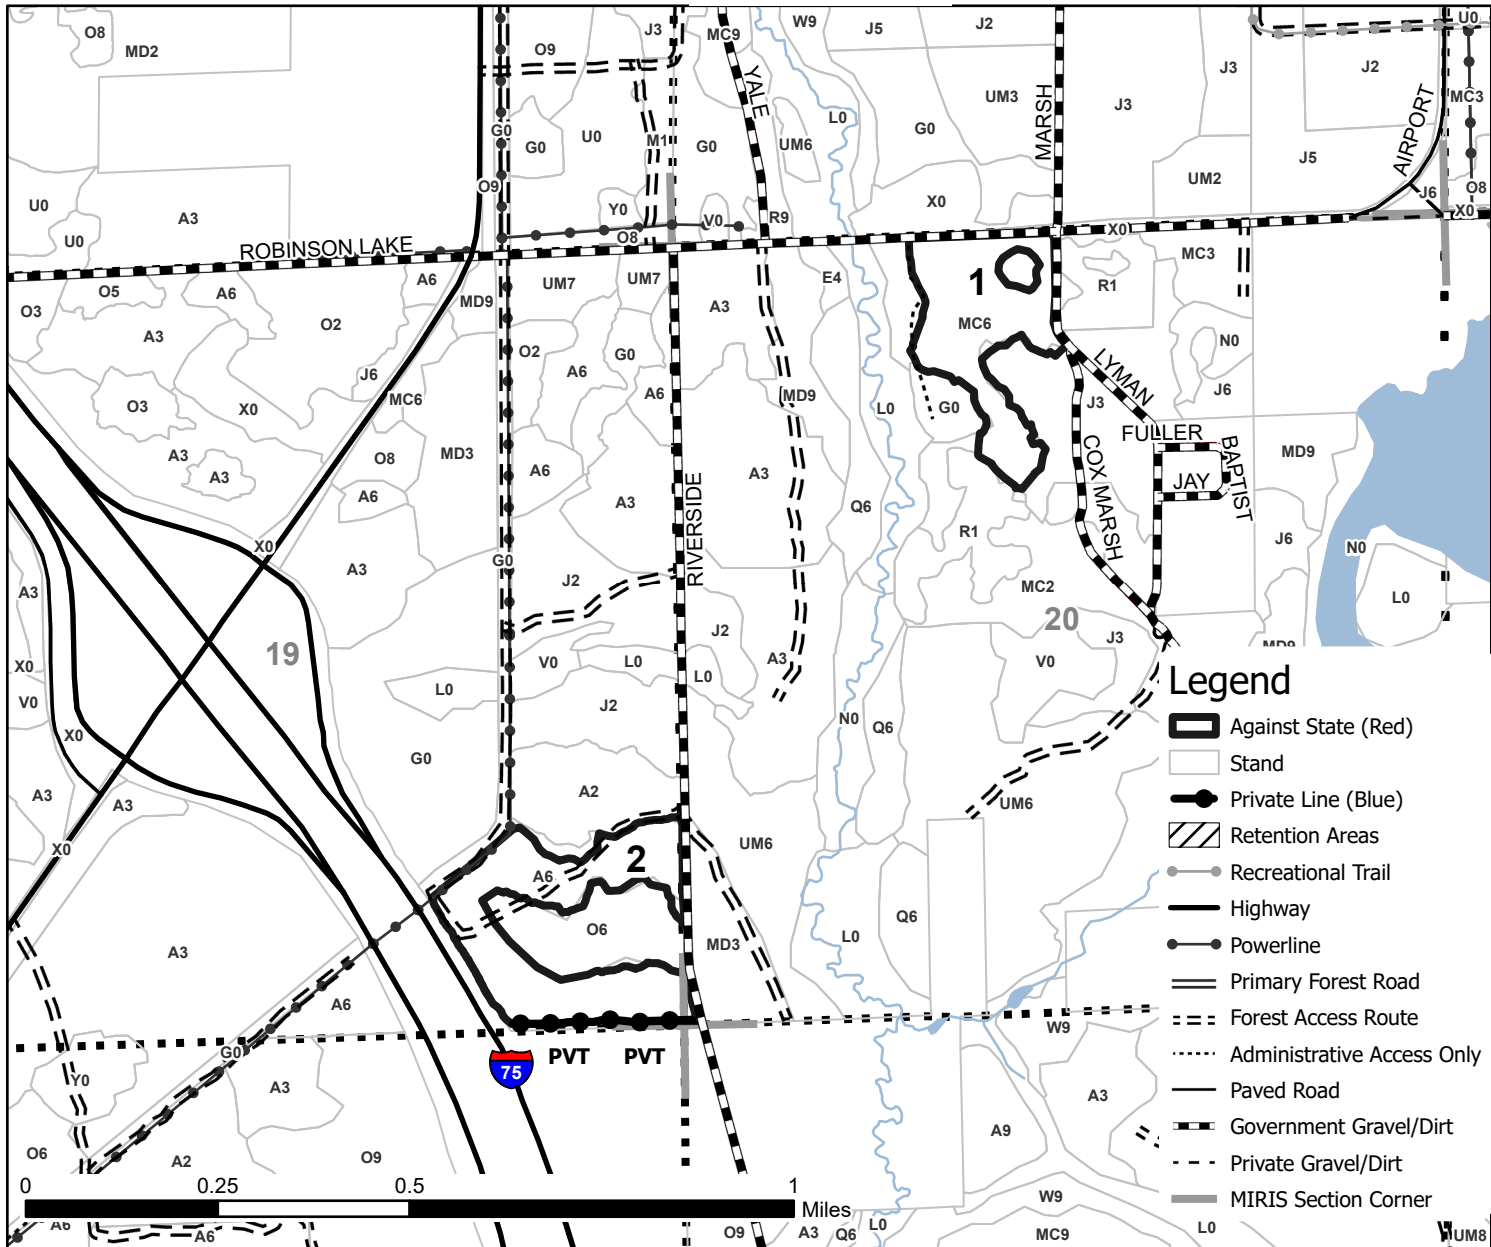 O8
MD2
O9
J3
MC9
W9
J5
J2
U0
J3
J2
MC3
UM3
J3
YALE
MARSH
AIRPORT
G0
G0
U0
M1
G0
UM6
L0
G0
J5
UM2
J6
O8
X0
O9
U0
U0
A3
Y0
V0
O8
R9
X0
X0
ROBINSON LAKE
O3
O5
A6
A6
MD9
UM7
UM7
A3
E4
1
MC6
R1
MC3
A3
O2
O2
G0
A6
A6
N0
J6
J6
MC6
O3
X0
MD9
L0
G0
LYMAN
J3
FULLER
BAPTIST
JAY
COX MARSH
MD9
A3
A3
O8
MD3
A6
A6
A3
A3
RIVERSIDE
Q6
R1
J6
N0
X0
A3
G0
J2
MC2
L0
A3
19
20
J3
J2
V0
L0
L0
A3
V0
MD9
X0
V0
X0
L0
J2
N0
Q6
G0
A3
A3
A2
UM6
UM6
X0
2
A6
O6
MD3
Q6
L0
A3
A6
W9
G0
Y0
A3
PVT PVT
75
A3
A9
O6
A2
O9
W9
A6
A6
O9
A3
Q6
L0
MC9
L0
UM8
0 0.25 0.5 1
Miles
Legend
Against State (Red)
Stand
Private Line (Blue)
Retention Areas
Recreational Trail
Highway
Powerline
Primary Forest Road
Forest Access Route
Administrative Access Only
Paved Road
Government Gravel/Dirt
Private Gravel/Dirt
MIRIS Section Corner